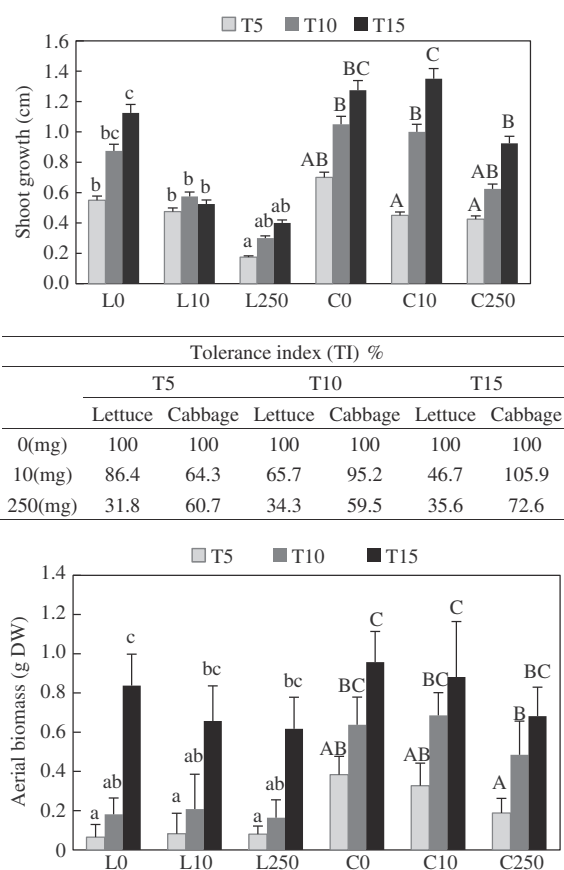 T5 T10 T15
1.6
1.4
1.2
1.0
0.8
0.6
0.4
0.2
0.0
Shoot growth (cm)
b bc c
b b b
a ab ab
AB B BC
A B C
A AB B
L0 L10 L250 C0 C10 C250
Tolerance index (TI) %
T5 T10 T15
Lettuce Cabbage Lettuce Cabbage Lettuce Cabbage
0(mg) 100 100 100 100 100 100
10(mg) 86.4 64.3 65.7 95.2 46.7 105.9
250(mg) 31.8 60.7 34.3 59.5 35.6 72.6
T5 T10 T15
1.4
1.2
1.0
0.8
0.6
0.4
0.2
0
Aerial biomass (g DW)
a ab c
a ab bc
a ab bc
AB BC C
AB BC C
A B BC
L0 L10 L250 C0 C10 C250